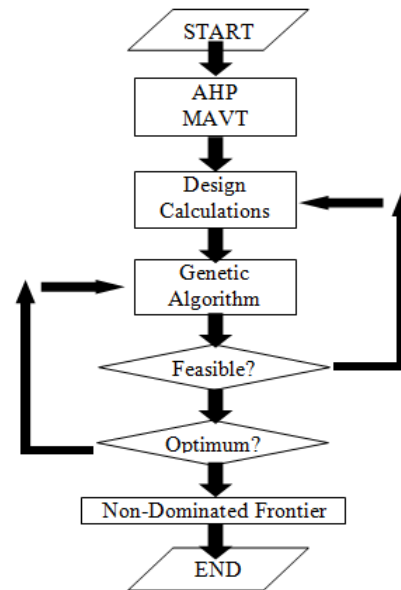 START
AHP
MAVT
Design
Calculations
Genetic
Algorithm
Feasible?
Optimum?
Non-Dominated Frontier
END